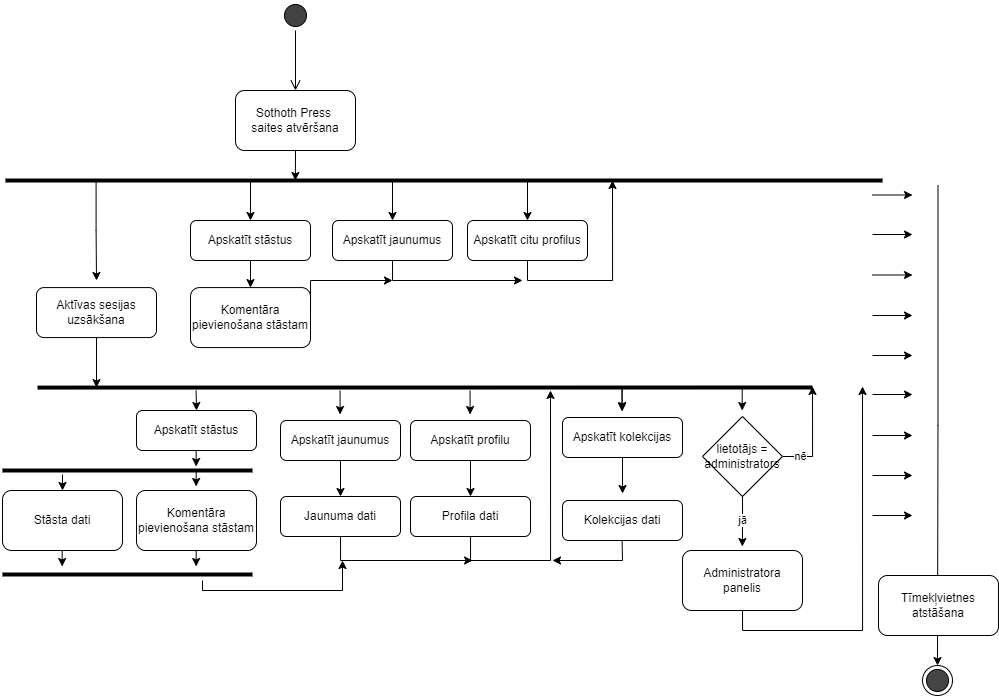 Sothoth Press
saites atvēršana
Apskatīt stāstus
Apskatīt jaunumus
Apskatīt citu profilus
Aktīvas sesijas
uzsākšana
Komentāra
pievienošana stāstam
Apskatīt stāstus
Apskatīt jaunumus
Apskatīt profilu
Apskatīt kolekcijas
lietotājs =
administrators
nē
Stāsta dati
Komentāra
pievienošana stāstam
Jaunuma dati
Profila dati
Kolekcijas dati
jā
Administratora
panelis
Tīmekļvietnes
atstāšana